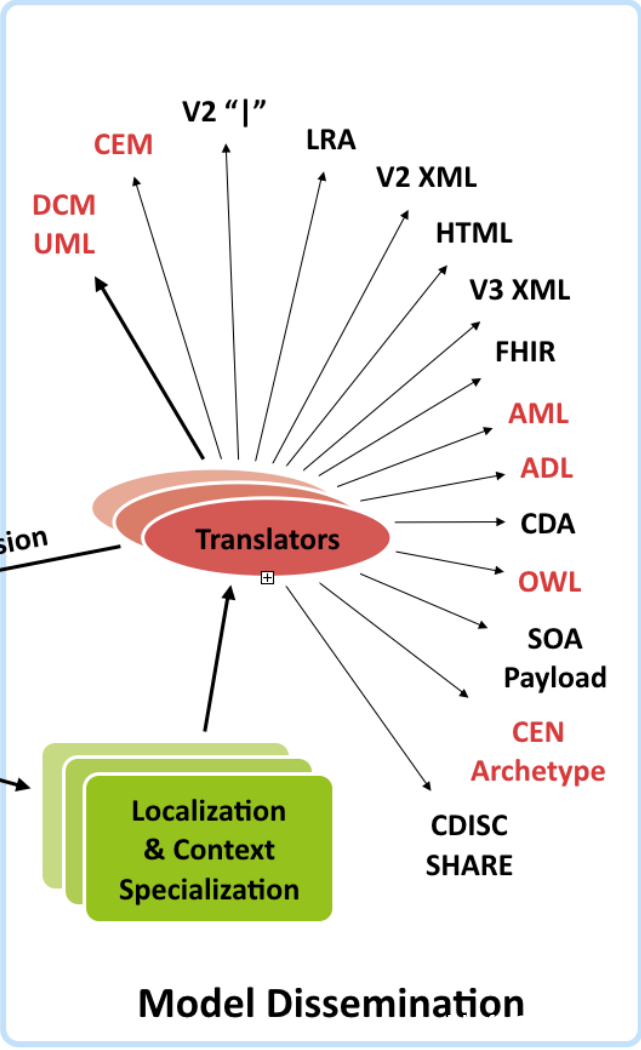 V2 “|”
CEM
LRA
V2 XML
DCM
UML
HTML
V3 XML
FHIR
AML
ADL
CDA
Translators
OWL
SOA
Payload
CEN
Archetype
Localization
& Context
Specialization
CDISC
SHARE
Model Dissemination